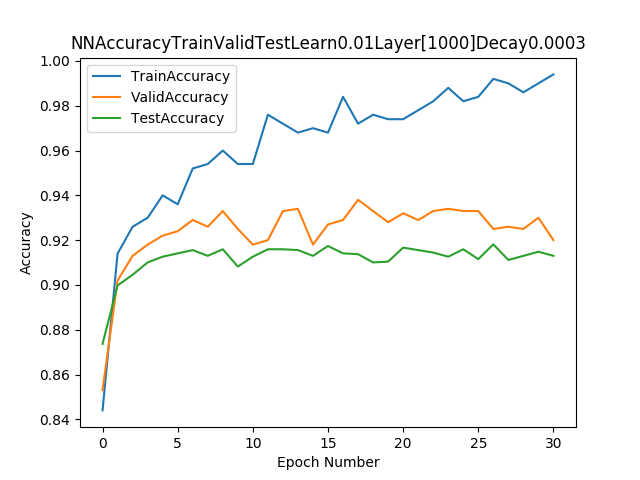 NNAccuracyTrainValidTestLearn0.01Layer[1000]Decay0.0003
1.00
0.98
0.96
0.94
0.92
0.90
0.88
0.86
0.84
Accuracy
TrainAccuracy
ValidAccuracy
TestAccuracy
0 5 10 15 20 25 30
Epoch Number